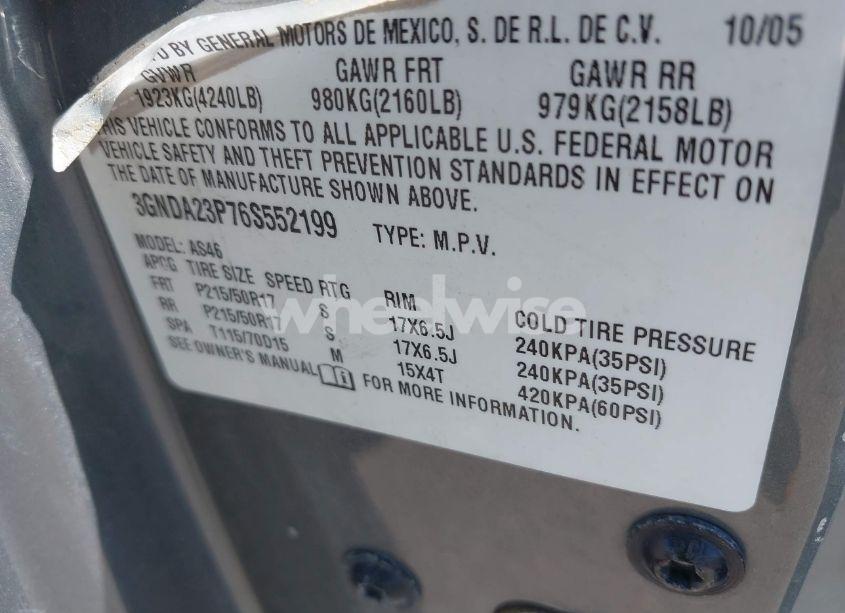 BY GENERAL MOTORS DE MEXICO, S. DE R.L. DE C.V. 10/05
GVWR GAWR FRT GAWR RR
1923KG(4240LB) 980KG(2160LB) 979KG(2158LB)
THIS VEHICLE CONFORMS TO ALL APPLICABLE U.S. FEDERAL MOTOR
VEHICLE SAFETY AND THEFT PREVENTION STANDARDS IN EFFECT ON
THE DATE OF MANUFACTURE SHOWN ABOVE.
3GNDA23P76S552199 TYPE: M.P.V.
MODEL: AS46
APCG TIRE SIZE SPEED RTG RIM COLD TIRE PRESSURE
FRT P215/50R17 S 17X6.5J 240KPA(35PSI)
RR P215/50R17 S 17X6.5J 240KPA(35PSI)
SPA T115/70D15 M 15X4T 420KPA(60PSI)
SEE OWNER'S MANUAL FOR MORE INFORMATION.
wheelwise